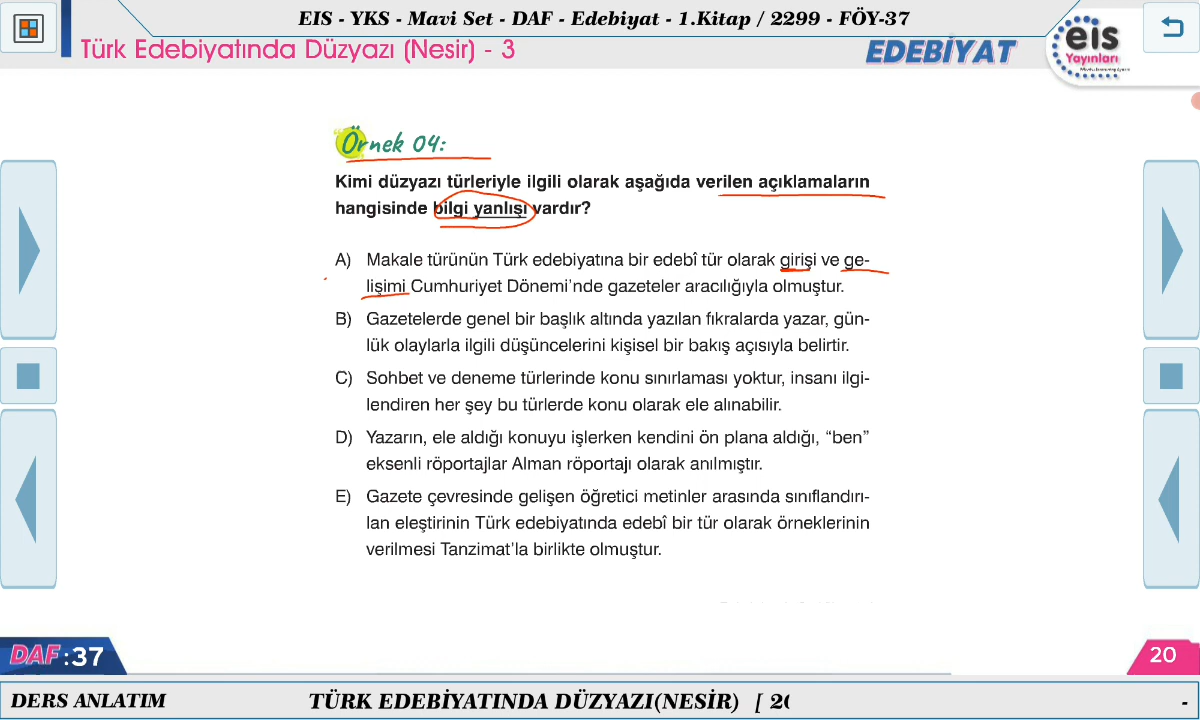 EIS - YKS - Mavi Set - DAF - Edebiyat - 1.Kitap / 2299 - FÖY-37
Türk Edebiyatında Düzyazı (Nesir) - 3
EDEBİYAT
eis
Yayınları
Örnek 04:
Kimi düzyazı türleriyle ilgili olarak aşağıda verilen açıklamaların
hangisinde bilgi yanlışı vardır?
A) Makale türünün Türk edebiyatına bir edebî tür olarak girişi ve ge-
lişimi Cumhuriyet Dönemi’nde gazeteler aracılığıyla olmuştur.
B) Gazetelerde genel bir başlık altında yazılan fıkralarda yazar, gün-
lük olaylarla ilgili düşüncelerini kişisel bir bakış açısıyla belirtir.
C) Sohbet ve deneme türlerinde konu sınırlaması yoktur, insanı ilgi-
lendiren her şey bu türlerde konu olarak ele alınabilir.
D) Yazarın, ele aldığı konuyu işlerken kendini ön plana aldığı, “ben”
eksenli röportajlar Alman röportajı olarak anılmıştır.
E) Gazete çevresinde gelişen öğretici metinler arasında sınıflandırı-
lan eleştirinin Türk edebiyatında edebî bir tür olarak örneklerinin
verilmesi Tanzimat’la birlikte olmuştur.
DAF:37
20
DERS ANLATIM
TÜRK EDEBİYATINDA DÜZYAZI(NESİR) [ 20
-